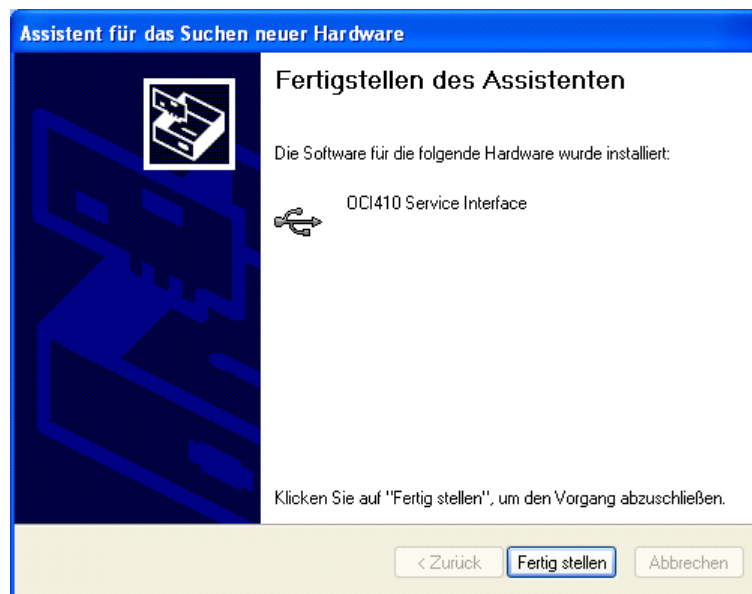 Assistent für das Suchen neuer Hardware
Fertigstellen des Assistenten
Die Software für die folgende Hardware wurde installiert:
OCI410 Service Interface
Klicken Sie auf "Fertig stellen", um den Vorgang abzuschließen.
< Zurück Fertig stellen Abbrechen